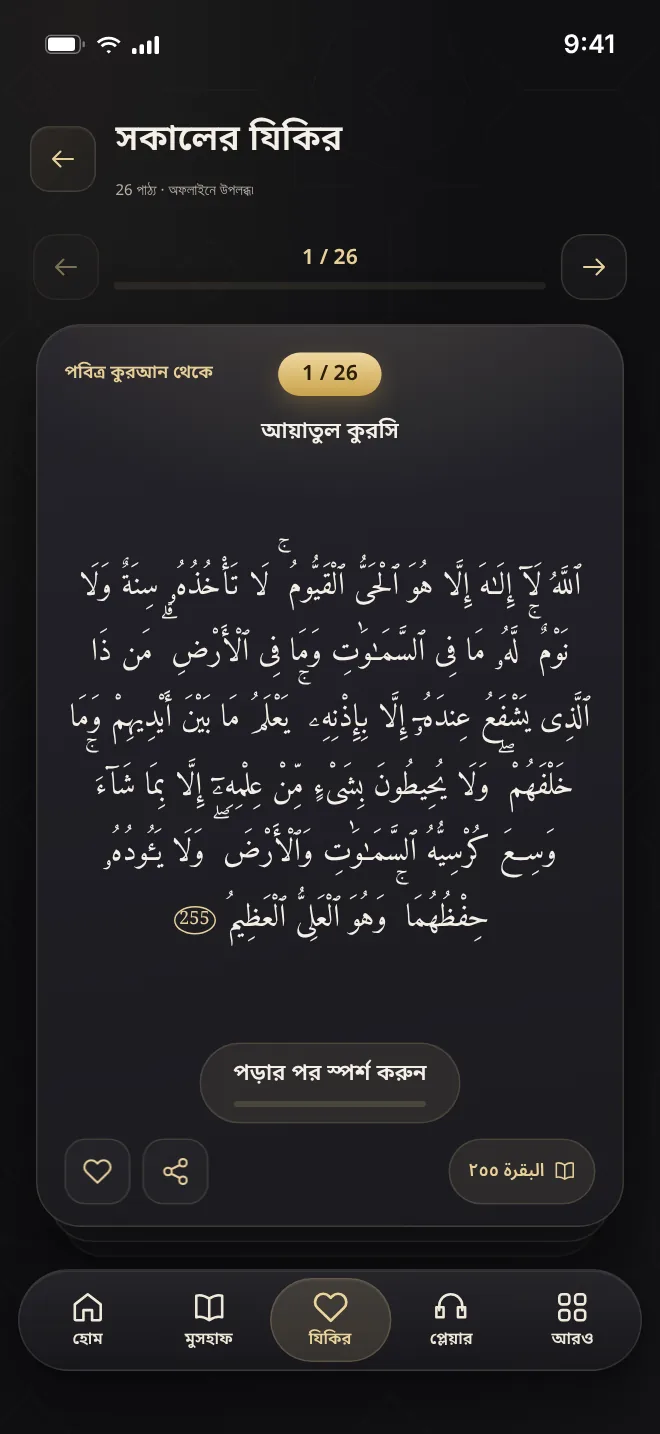 9:41
সকালের যিকির
26 পাঠ্য · অফলাইনে উপলব্ধ।
1 / 26
পবিত্র কুরআন থেকে
1 / 26
আয়াতুল কুরসি
ٱللَّهُ لَآ إِلَـٰهَ إِلَّا هُوَ ٱلْحَىُّ ٱلْقَيُّومُ ۚ لَا تَأْخُذُهُۥ سِنَةٌ وَلَا
نَوْمٌ ۚ لَّهُۥ مَا فِى ٱلسَّمَـٰوَٰتِ وَمَا فِى ٱلْأَرْضِ ۗ مَن ذَا
ٱلَّذِى يَشْفَعُ عِندَهُۥٓ إِلَّا بِإِذْنِهِۦ ۚ يَعْلَمُ مَا بَيْنَ أَيْدِيهِمْ وَمَا
خَلْفَهُمْ ۖ وَلَا يُحِيطُونَ بِشَىْءٍ مِّنْ عِلْمِهِۦٓ إِلَّا بِمَا شَآءَ ۚ
وَسِعَ كُرْسِيُّهُ ٱلسَّمَـٰوَٰتِ وَٱلْأَرْضَ ۖ وَلَا يَـُٔودُهُۥ
حِفْظُهُمَا ۚ وَهُوَ ٱلْعَلِىُّ ٱلْعَظِيمُ 255
পড়ার পর স্পর্শ করুন
البقرة ٢٥٥
হোম
মুসহাফ
যিকির
প্লেয়ার
আরও